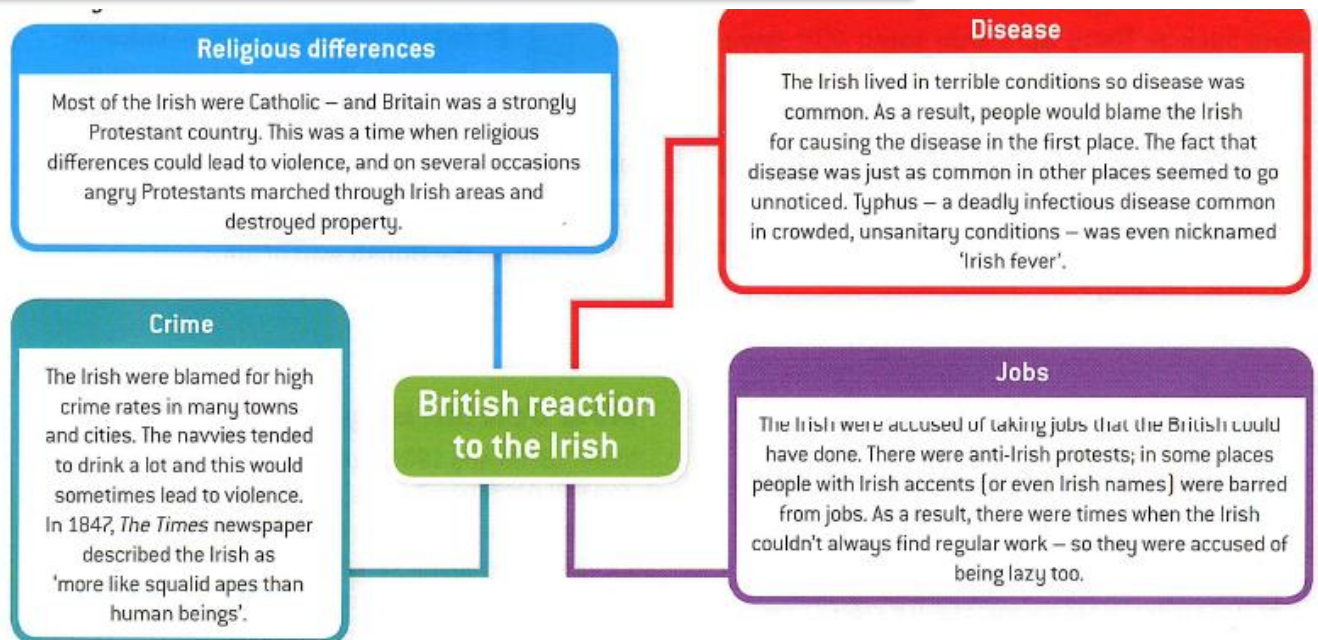 Religious differences
Most of the Irish were Catholic – and Britain was a strongly
Protestant country. This was a time when religious
differences could lead to violence, and on several occasions
angry Protestants marched through Irish areas and
destroyed property.
Disease
The Irish lived in terrible conditions so disease was
common. As a result, people would blame the Irish
for causing the disease in the first place. The fact that
disease was just as common in other places seemed to go
unnoticed. Typhus – a deadly infectious disease common
in crowded, unsanitary conditions – was even nicknamed
'Irish fever'.
Crime
The Irish were blamed for high
crime rates in many towns
and cities. The navvies tended
to drink a lot and this would
sometimes lead to violence.
In 1847, The Times newspaper
described the Irish as
'more like squalid apes than
human beings'.
British reaction
to the Irish
Jobs
The Irish were accused of taking jobs that the British could
have done. There were anti-Irish protests; in some places
people with Irish accents (or even Irish names) were barred
from jobs. As a result, there were times when the Irish
couldn't always find regular work – so they were accused of
being lazy too.